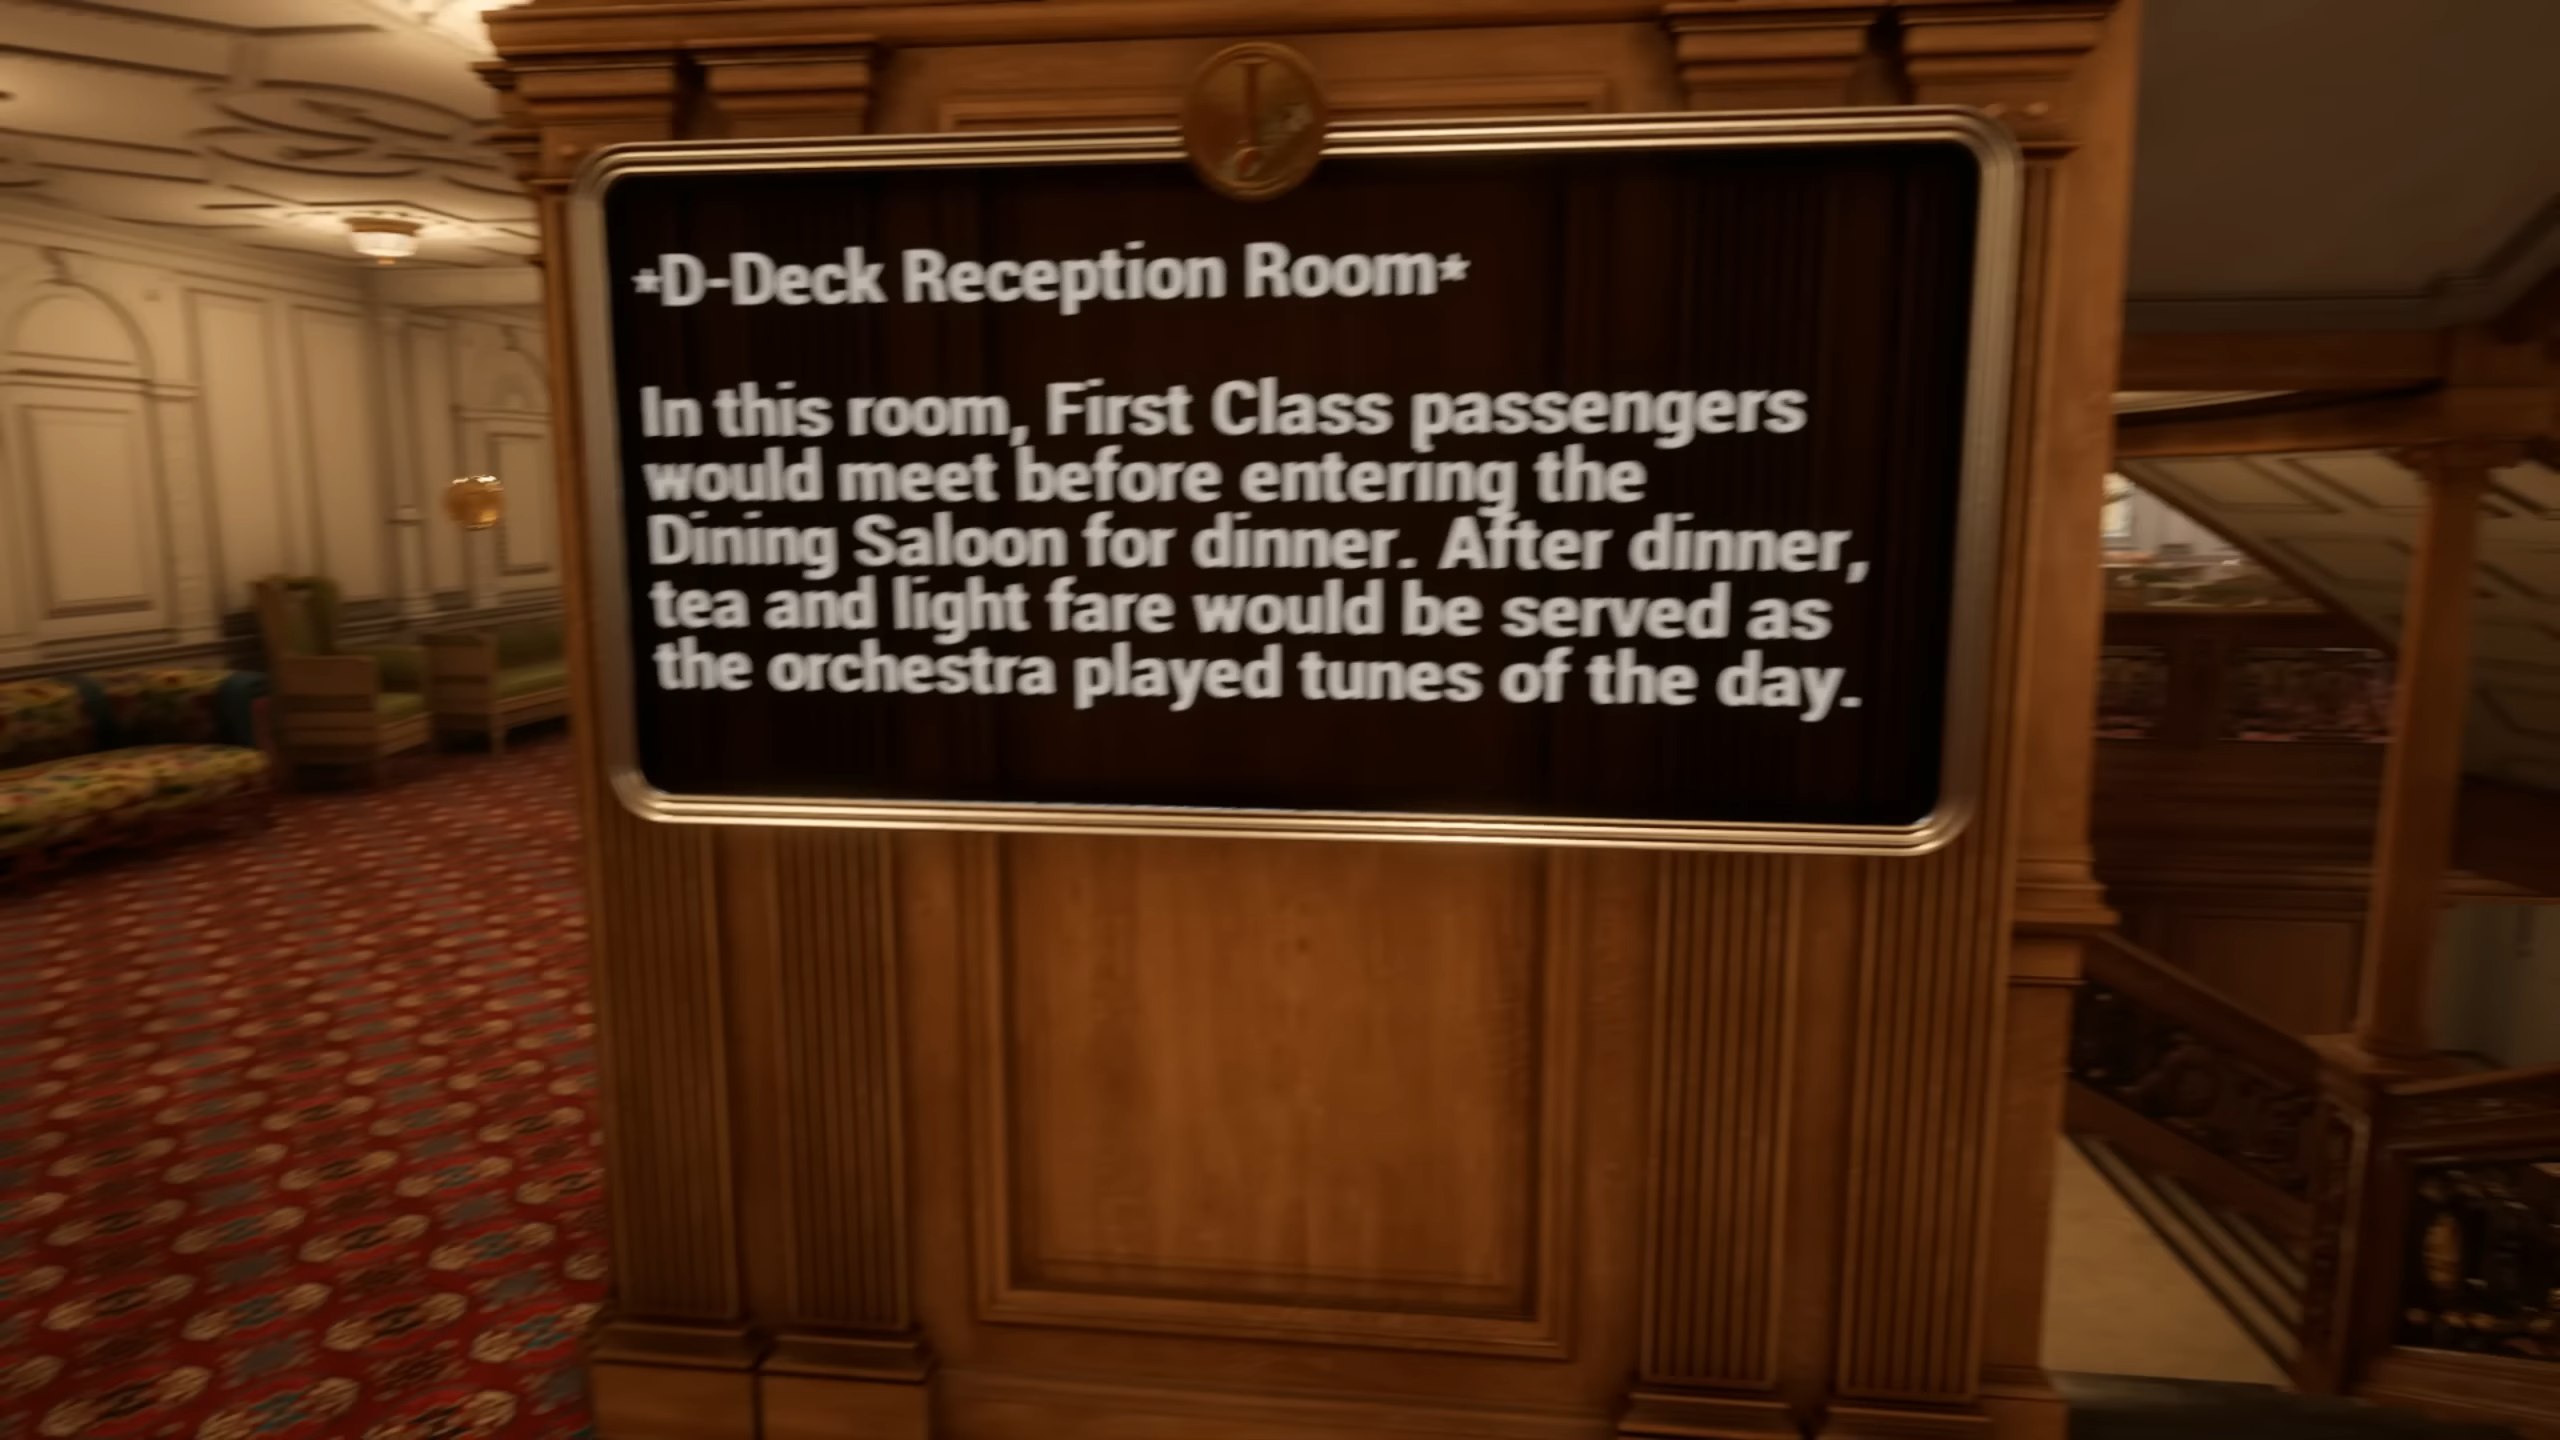 *D-Deck Reception Room*
In this room, First Class passengers
would meet before entering the
Dining Saloon for dinner. After dinner,
tea and light fare would be served as
the orchestra played tunes of the day.